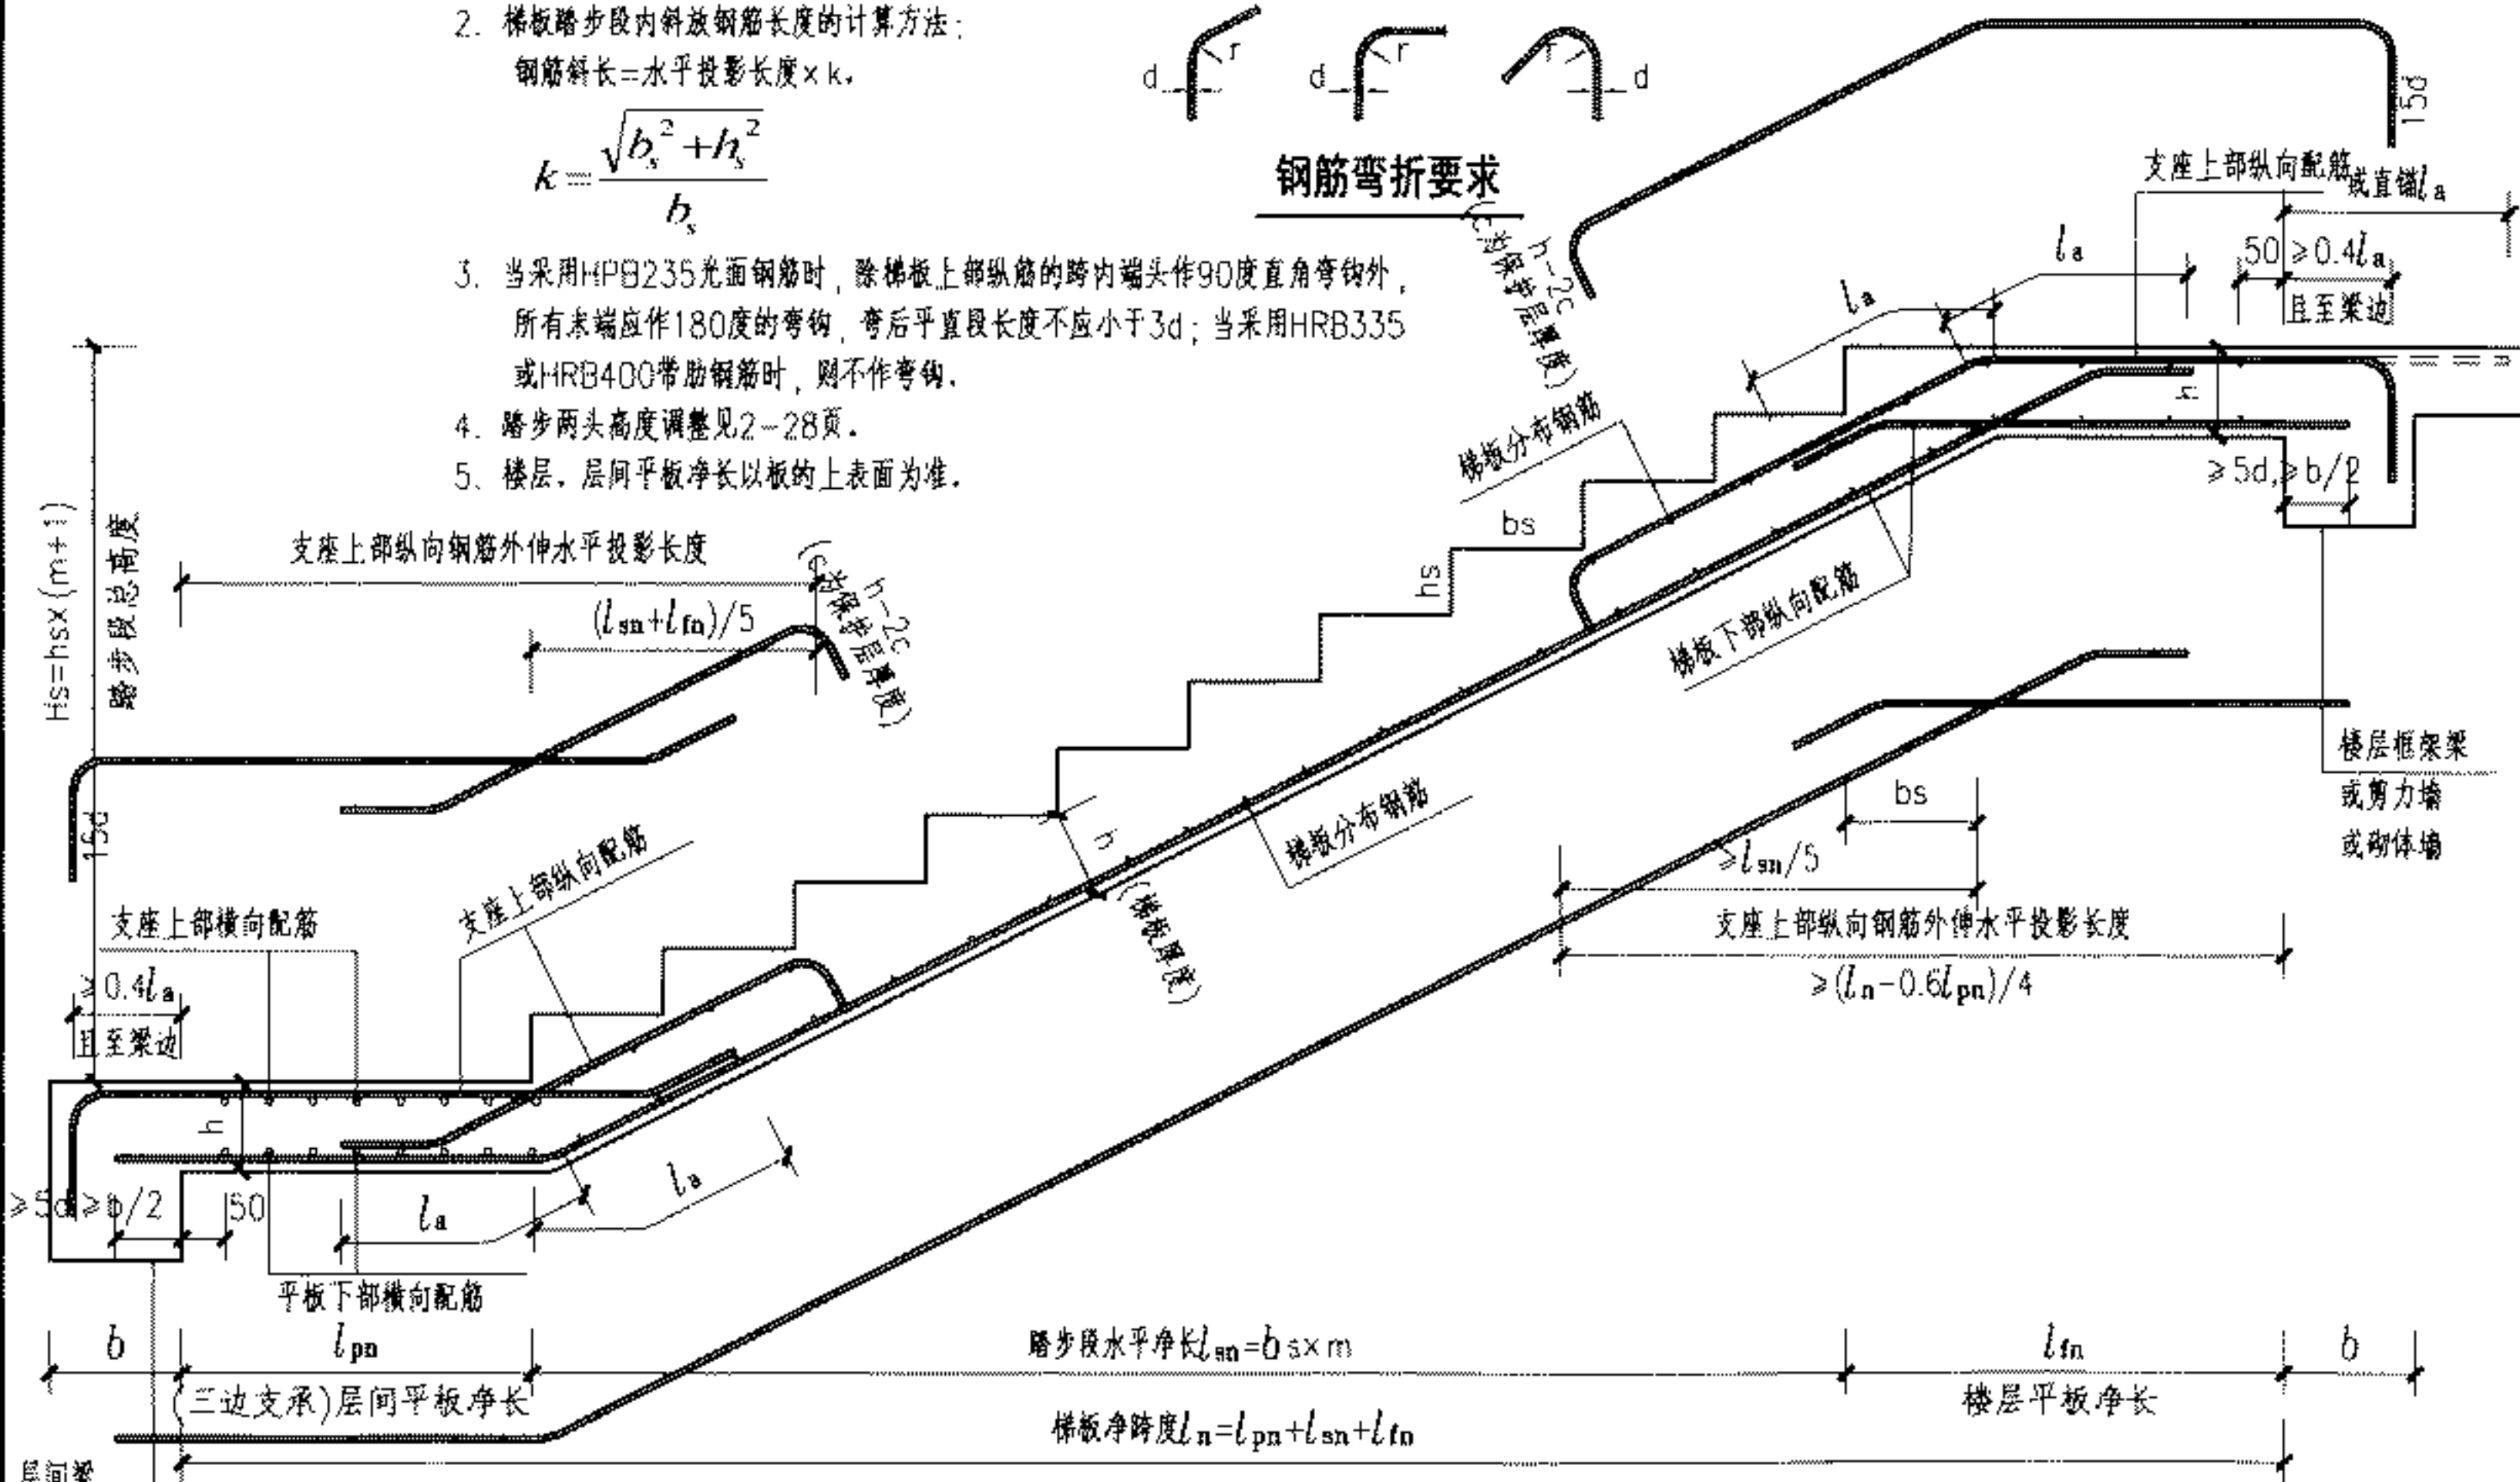 2. 梯板踏步段内斜放钢筋长度的计算方法:
钢筋斜长=水平投影长度×k,
k=√(bs²+hs²)/bs
3. 当采用HPB235光面钢筋时,除梯板上部纵筋的跨内端头作90度直角弯钩外,
所有末端应作180度的弯钩,弯后平直段长度不应小于3d;当采用HRB335
或HRB400带肋钢筋时,则不作弯钩.
4. 踏步两头高度调整见2-28页.
5、楼层、层间平板净长以板的上表面为准.
r
d
r
d
r
d
钢筋弯折要求
15d
支座上部纵向配筋
或直锚la
la
50
≥0.4la
且至梁边
la
h-2c
(c为保护层厚度)
梯板分布钢筋
h
≥5d,≥b/2
bs
hs
梯板下部纵向配筋
Hs=hs×(m+1)
踏步段总高度
支座上部纵向钢筋外伸水平投影长度
(lsn+lfn)/5
h-2c
(c为保护层厚度)
15d
支座上部纵向配筋
支座上部横向配筋
≥0.4la
且至梁边
h
(梯板厚度)
梯板分布钢筋
楼层框架梁
或剪力墙
或砌体墙
bs
≥lsn/5
支座上部纵向钢筋外伸水平投影长度
≥(ln-0.6lpn)/4
h
≥5d,≥b/2
50
la
la
平板下部横向配筋
b
lpn
踏步段水平净长lsn=bs×m
lfn
b
(三边支承)层间平板净长
楼层平板净长
梯板净跨度ln=lpn+lsn+lfn
层间梁